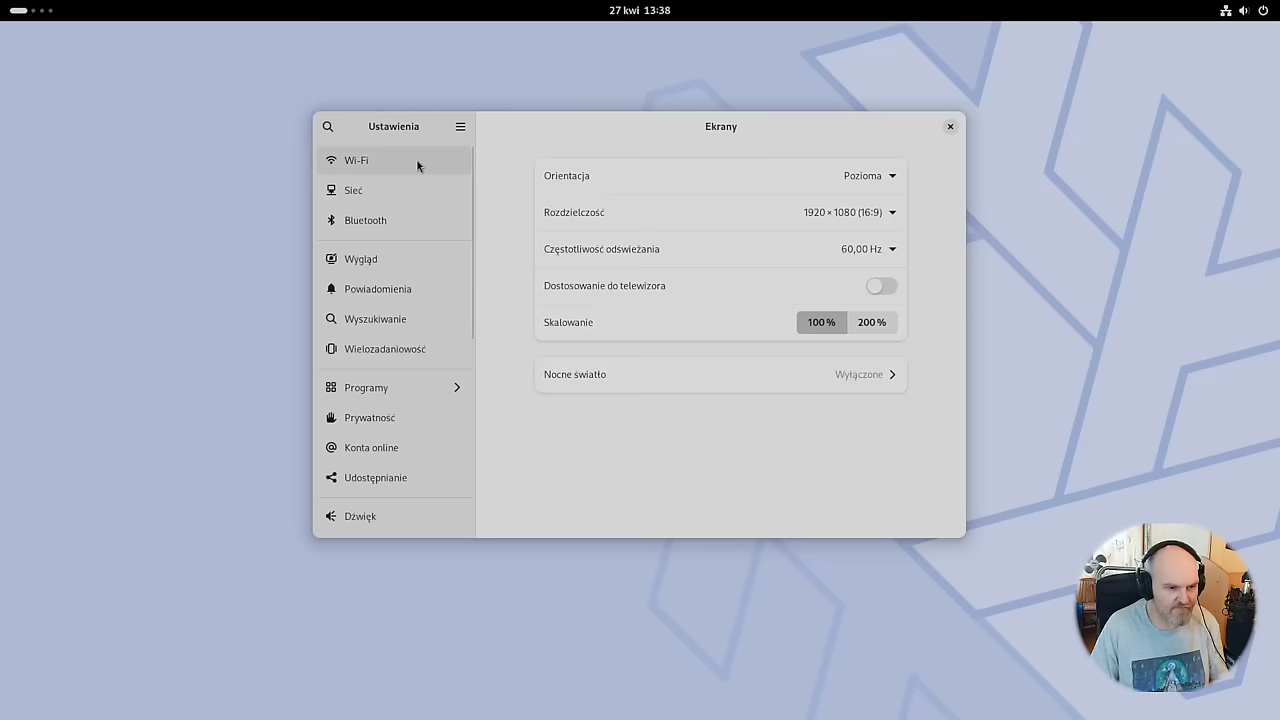 27 kwi 13:38
Ustawienia
Ekrany
Wi-Fi
Sieć
Bluetooth
Wygląd
Powiadomienia
Wyszukiwanie
Wielozadaniowość
Programy
Prywatność
Konta online
Udostępnianie
Dźwięk
Orientacja Pozioma
Rozdzielczość 1920 × 1080 (16∶9)
Częstotliwość odświeżania 60,00 Hz
Dostosowanie do telewizora
Skalowanie 100 % 200 %
Nocne światło Wyłączone